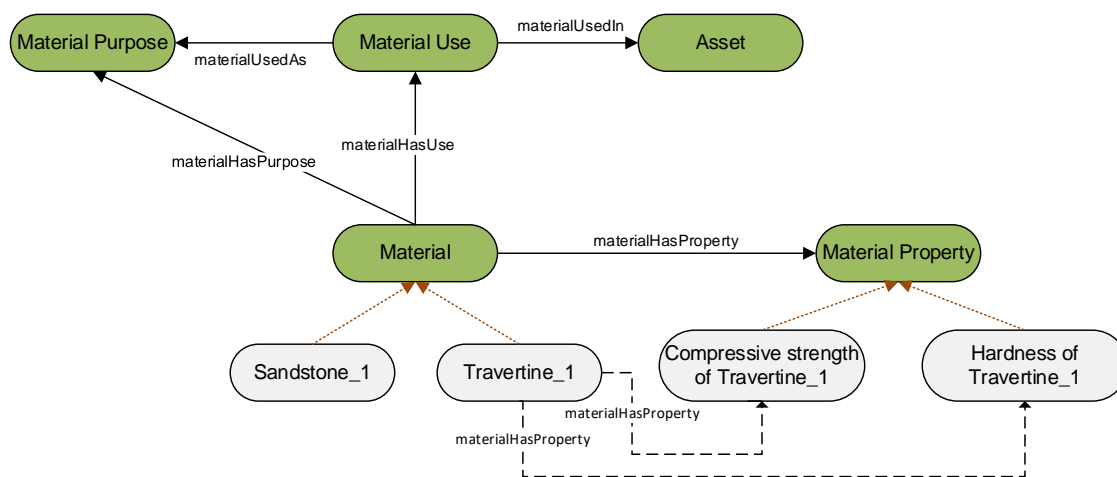 Material Purpose
Material Use
materialUsedIn
Asset
materialUsedAs
materialHasPurpose
materialHasUse
Material
materialHasProperty
Material Property
Sandstone_1
Travertine_1
Compressive strength
of Travertine_1
Hardness of
Travertine_1
materialHasProperty
materialHasProperty